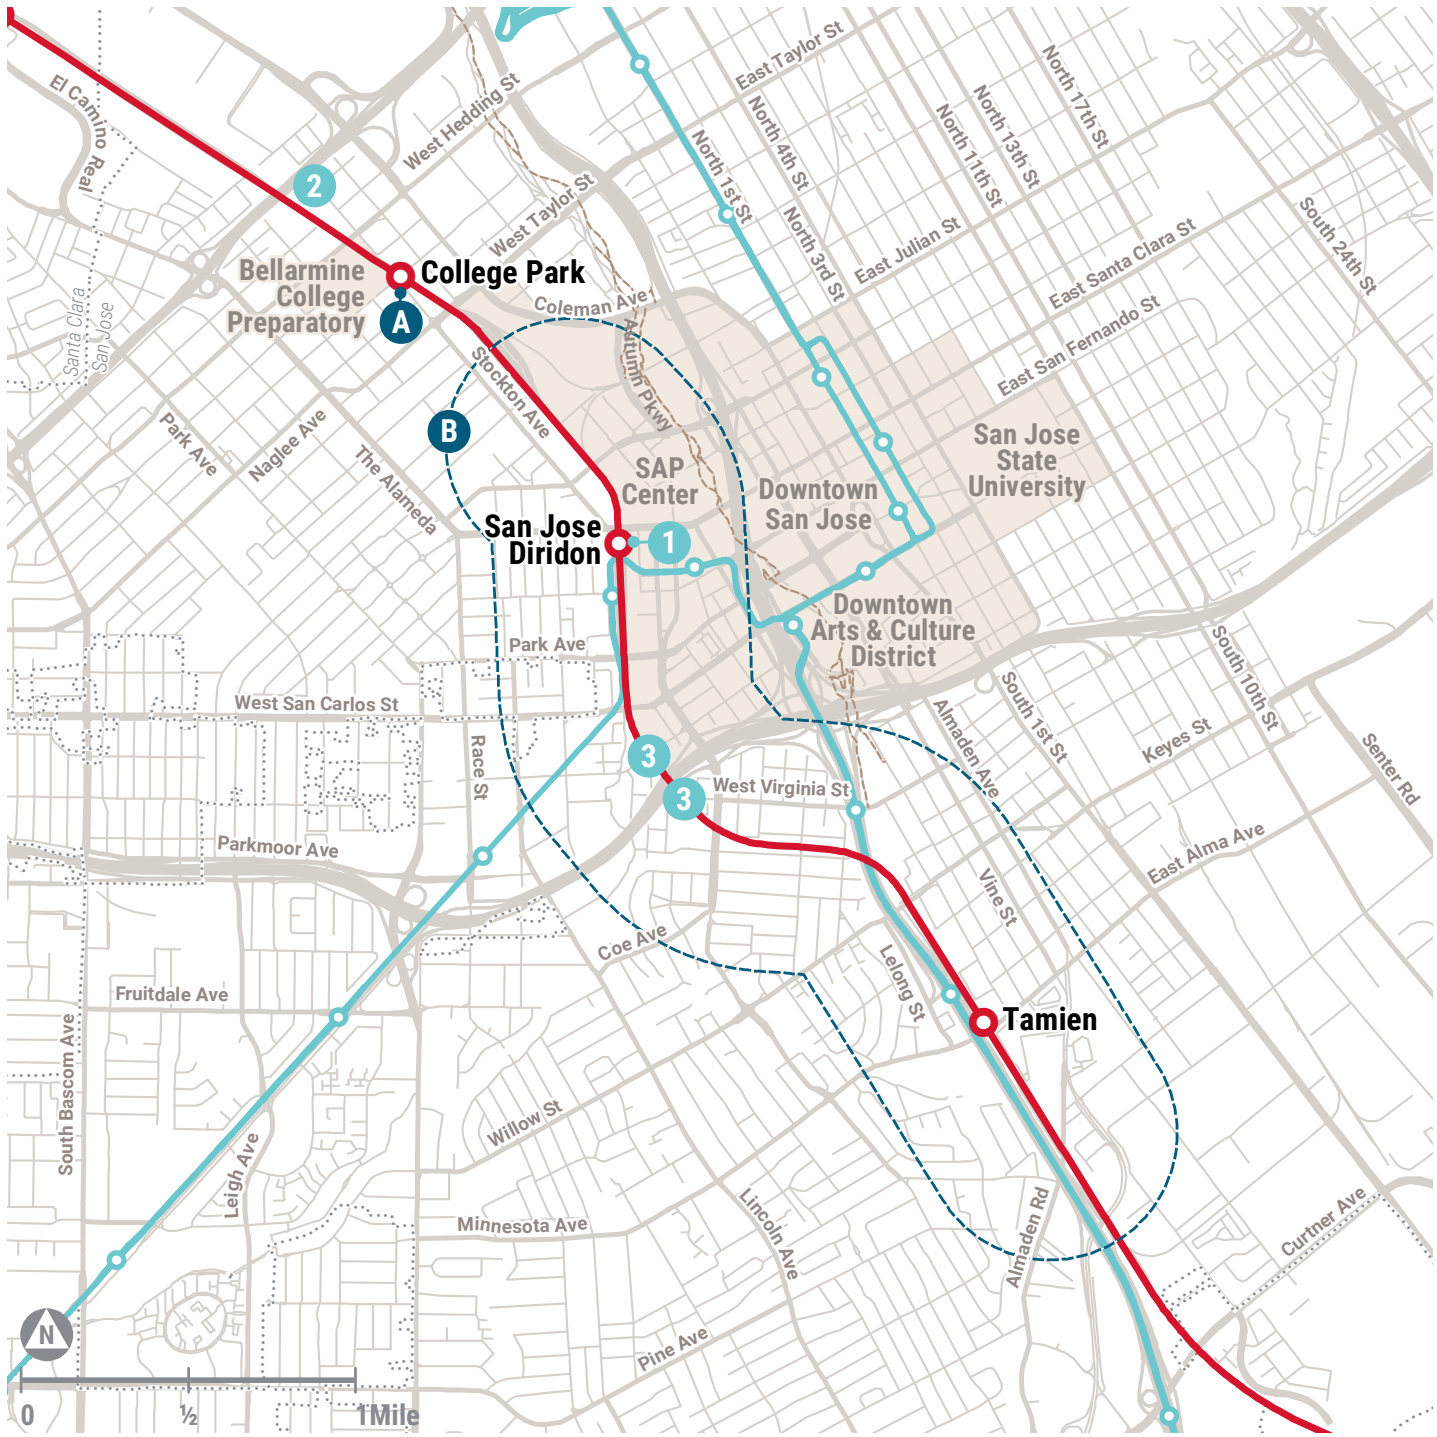 East Taylor St
North 17th St
El Camino Real
West Hedding St
North 4th St
North 11th St
North 13th St
North 1st St
2
West Taylor St
North 3rd St
East Julian St
East Santa Clara St
South 24th St
Bellarmine
College
Preparatory
College Park
A
Coleman Ave
Santa Clara
San Jose
Autumn Pkwy
Stockton Ave
East San Fernando St
Park Ave
Naglee Ave
The Alameda
B
SAP
Center
Downtown
San Jose
San Jose
State
University
San Jose
Diridon
1
Downtown
Arts & Culture
District
Park Ave
West San Carlos St
Race St
3
3
West Virginia St
Almaden Ave
South 1st St
South 10th St
Keyes St
Senter Rd
Parkmoor Ave
East Alma Ave
Vine St
Coe Ave
Lelong St
Fruitdale Ave
South Bascom Ave
Tamien
Willow St
Leigh Ave
Minnesota Ave
Lincoln Ave
Almaden Rd
Curtner Ave
Pine Ave
N
0
½
1Mile